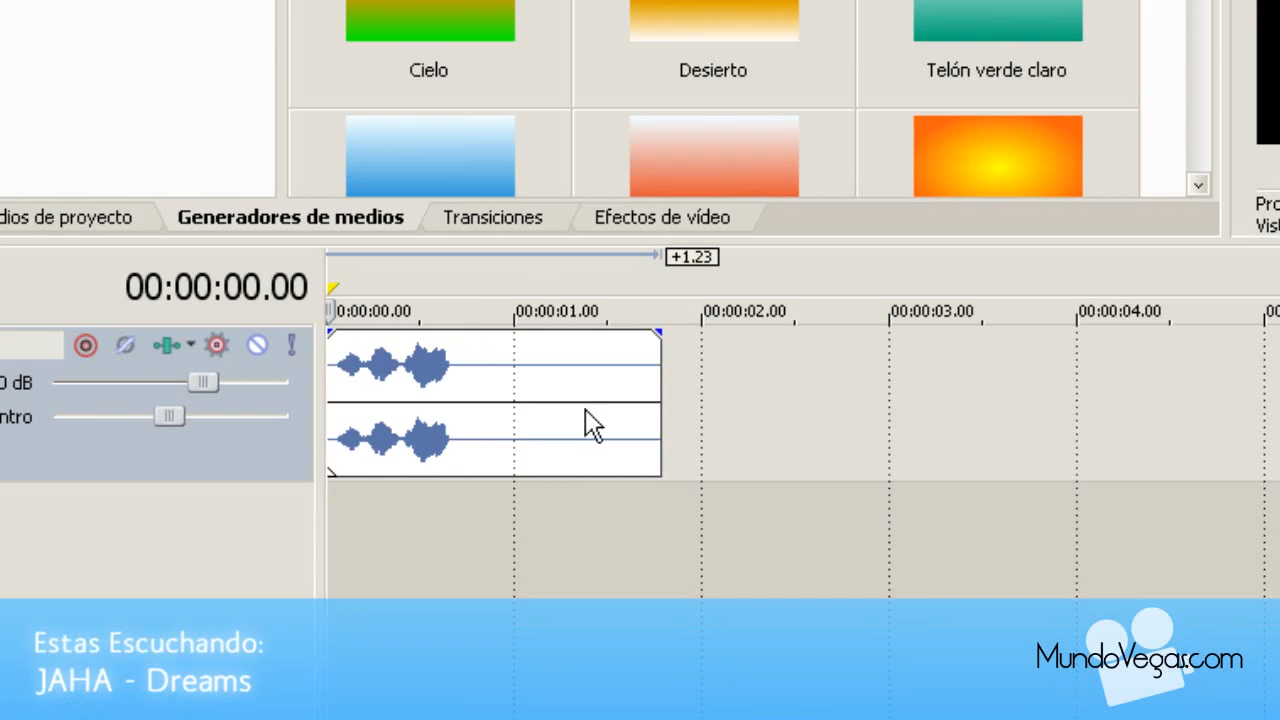 Cielo
Desierto
Telón verde claro
dios de proyecto
Generadores de medios
Transiciones
Efectos de vídeo
+1.23
00:00:00.00
0:00:00.00
00:00:01.00
00:00:02.00
00:00:03.00
00:00:04.00
0 dB
ntro
Estas Escuchando:
JAHA - Dreams
MundoVegas.com